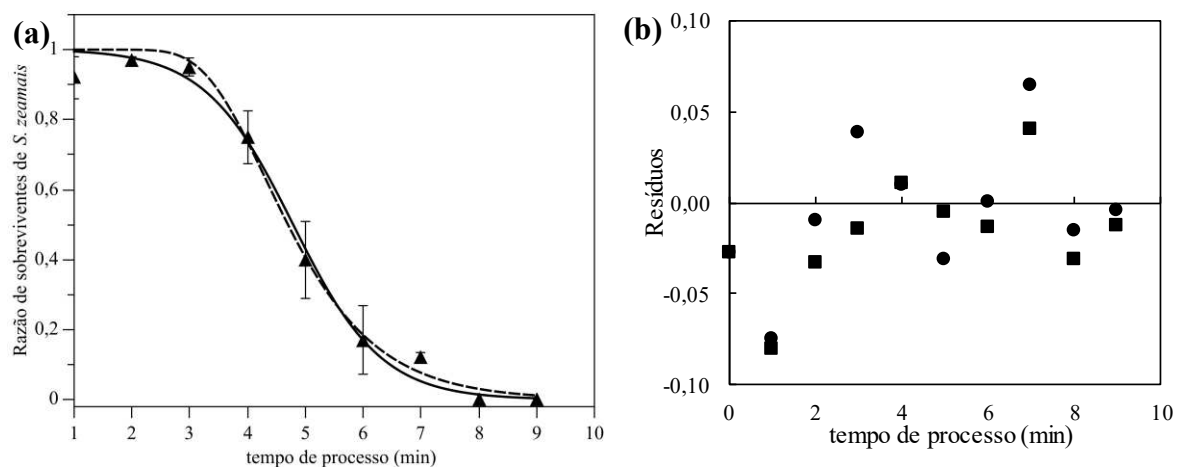 (a)
Razão de sobreviventes de S. zeamais
1
0,8
0,6
0,4
0,2
0
1 2 3 4 5 6 7 8 9 10
tempo de processo (min)
(b)
Resíduos
0,10
0,05
0,00
-0,05
-0,10
0 2 4 6 8 10
tempo de processo (min)